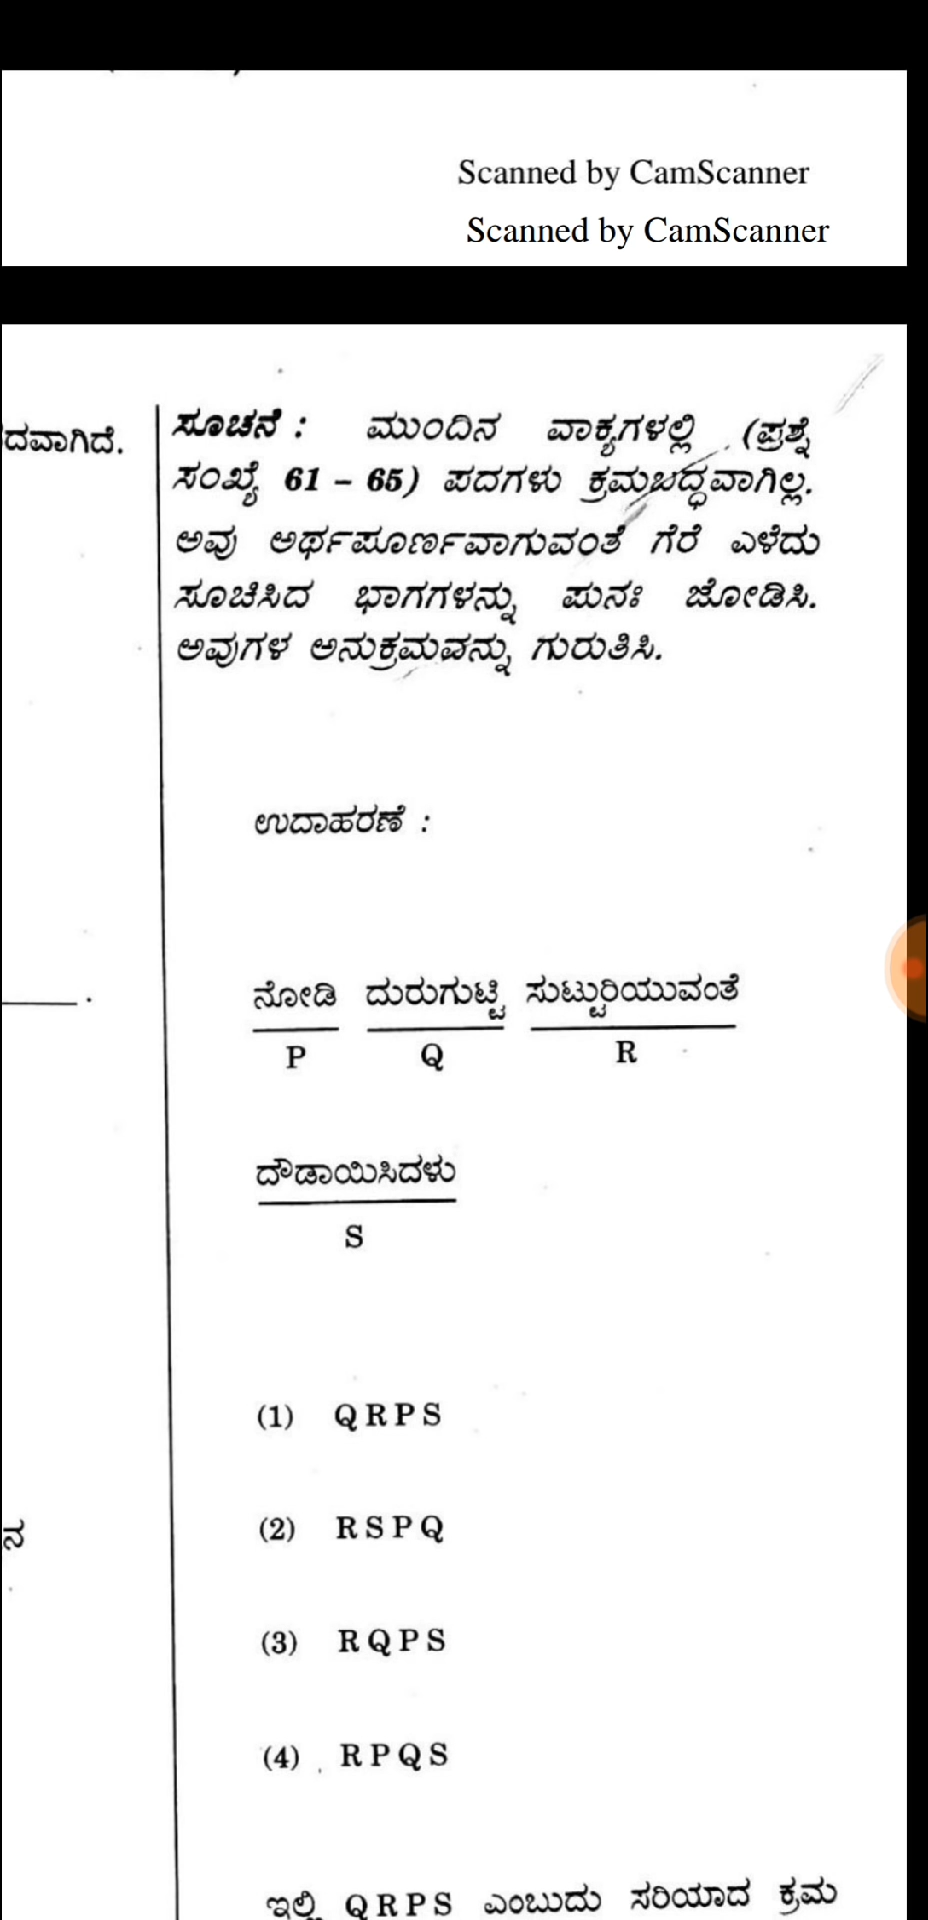 Scanned by CamScanner
Scanned by CamScanner
ದವಾಗಿದೆ.
ಸೂಚನೆ : ಮುಂದಿನ ವಾಕ್ಯಗಳಲ್ಲಿ (ಪ್ರಶ್ನೆ
ಸಂಖ್ಯೆ 61 – 65) ಪದಗಳು ಕ್ರಮಬದ್ಧವಾಗಿಲ್ಲ.
ಅವು ಅರ್ಥಪೂರ್ಣವಾಗುವಂತೆ ಗೆರೆ ಎಳೆದು
ಸೂಚಿಸಿದ ಭಾಗಗಳನ್ನು ಪುನಃ ಜೋಡಿಸಿ.
ಅವುಗಳ ಅನುಕ್ರಮವನ್ನು ಗುರುತಿಸಿ.
ಉದಾಹರಣೆ :
ನೋಡಿ ದುರುಗುಟ್ಟಿ ಸುಟ್ಟುರಿಯುವಂತೆ
P Q R
ದೌಡಾಯಿಸಿದಳು
S
(1) Q R P S
(2) R S P Q
ನ
(3) R Q P S
(4) R P Q S
ಇಲ್ಲಿ Q R P S ಎಂಬುದು ಸರಿಯಾದ ಕ್ರಮ